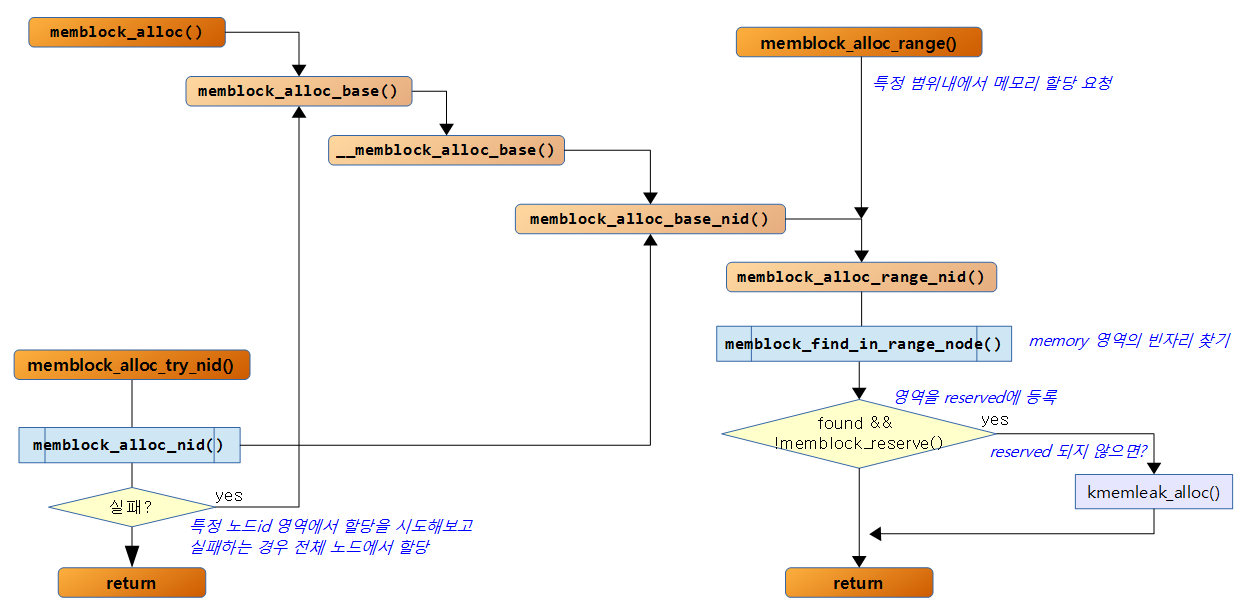 memblock_alloc()
memblock_alloc_base()
__memblock_alloc_base()
memblock_alloc_base_nid()
memblock_alloc_range()
특정 범위내에서 메모리 할당 요청
memblock_alloc_range_nid()
memblock_find_in_range_node()
memory 영역의 빈자리 찾기
영역을 reserved에 등록
found &&
!memblock_reserve()
yes
reserved 되지 않으면?
kmemleak_alloc()
return
memblock_alloc_try_nid()
memblock_alloc_nid()
실패?
yes
특정 노드id 영역에서 할당을 시도해보고
실패하는 경우 전체 노드에서 할당
return